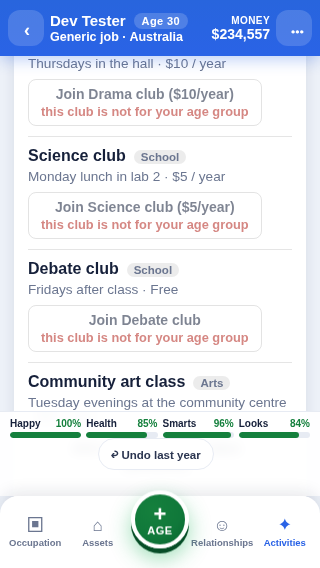 ‹ Dev Tester Age 30 MONEY
Generic job · Australia $234,557 ...
Thursdays in the hall · $10 / year
Join Drama club ($10/year)
this club is not for your age group
Science club School
Monday lunch in lab 2 · $5 / year
Join Science club ($5/year)
this club is not for your age group
Debate club School
Fridays after class · Free
Join Debate club
this club is not for your age group
Community art class Arts
Tuesday evenings at the community centre
Happy 100% Health 85% Smarts 96% Looks 84%
Undo last year
+
AGE
Occupation Assets Relationships Activities